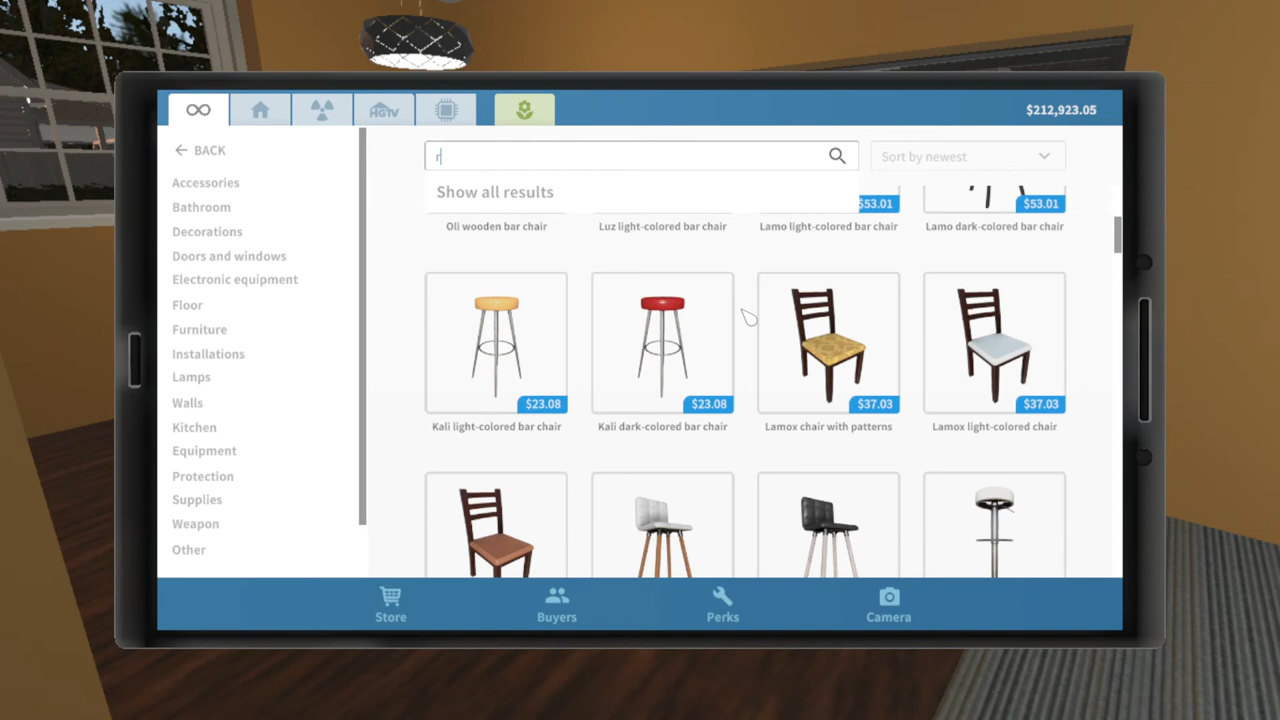 HGTV
$212,923.05
BACK
r
Sort by newest
Show all results
Accessories
Bathroom
Decorations
Doors and windows
Electronic equipment
Floor
Furniture
Installations
Lamps
Walls
Kitchen
Equipment
Protection
Supplies
Weapon
Other
$53.01
$53.01
Oli wooden bar chair
Luz light-colored bar chair
Lamo light-colored bar chair
Lamo dark-colored bar chair
$23.08
$23.08
$37.03
$37.03
Kali light-colored bar chair
Kali dark-colored bar chair
Lamox chair with patterns
Lamox light-colored chair
Store
Buyers
Perks
Camera